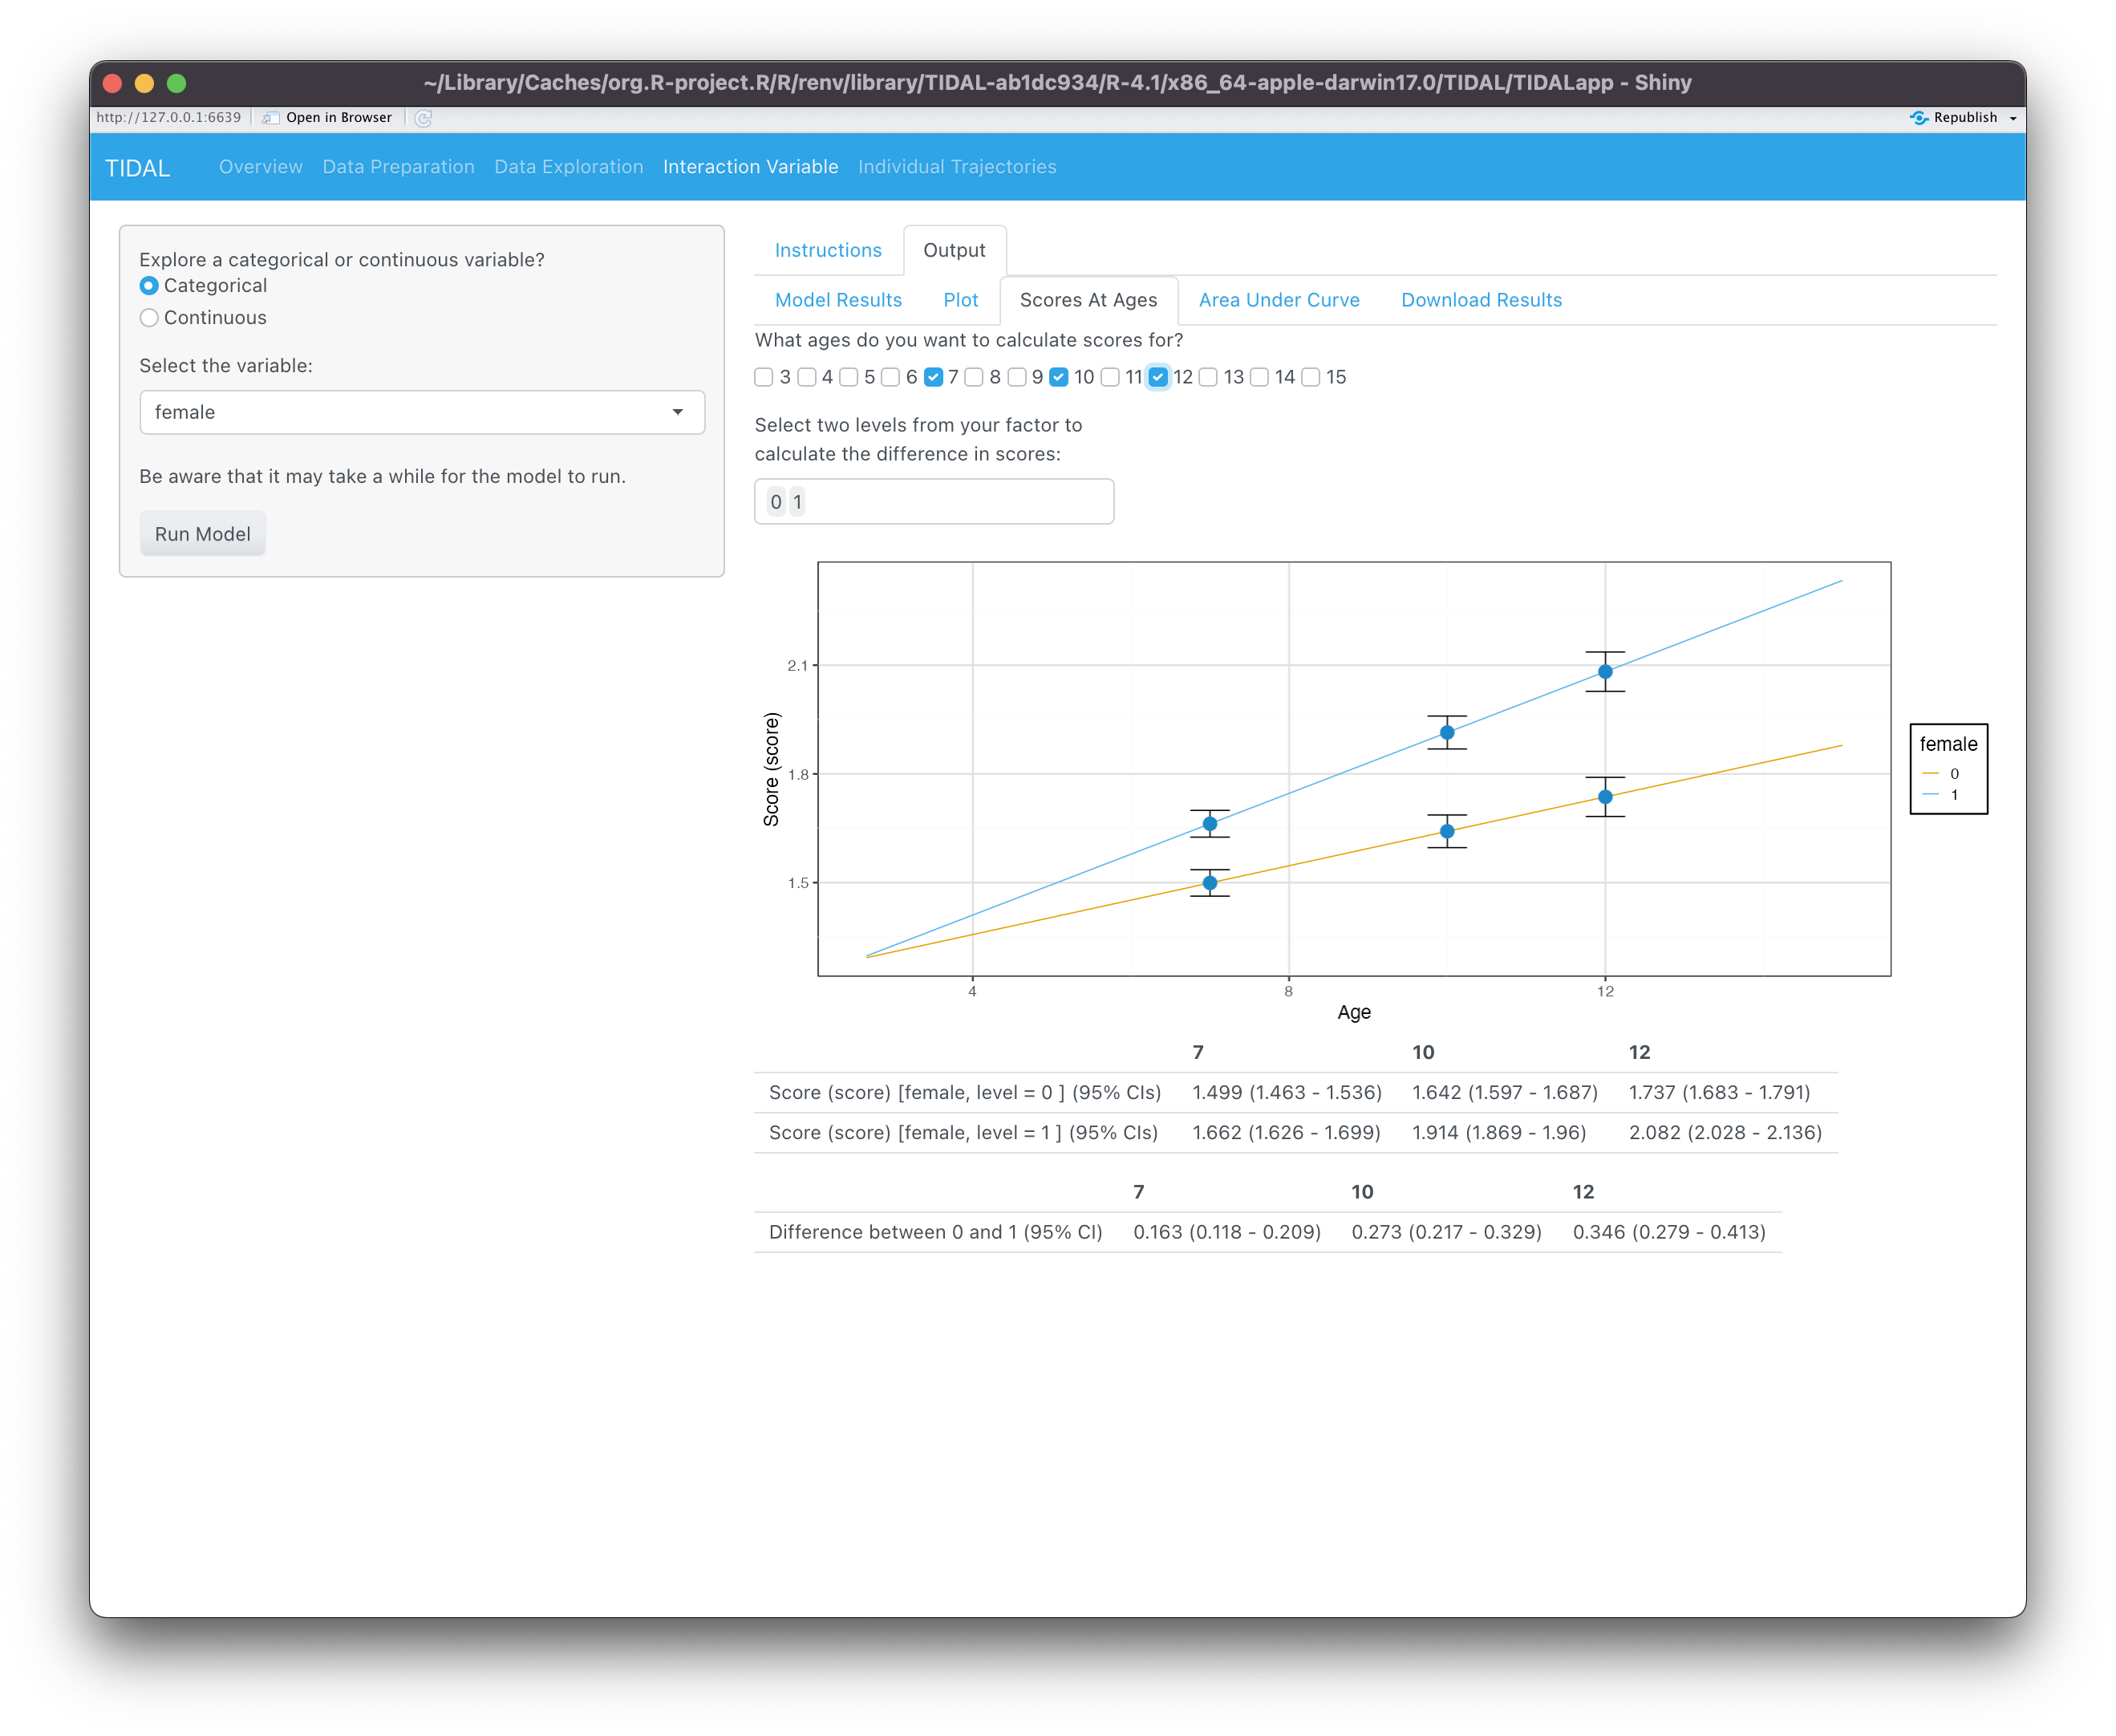 ~/Library/Caches/org.R-project.R/R/renv/library/TIDAL-ab1dc934/R-4.1/x86_64-apple-darwin17.0/TIDAL/TIDALapp - Shiny
http://127.0.0.1:6639 Open in Browser Republish
TIDAL Overview Data Preparation Data Exploration Interaction Variable Individual Trajectories
Explore a categorical or continuous variable?
Categorical
Continuous
Select the variable:
female
Be aware that it may take a while for the model to run.
Run Model
Instructions Output
Model Results Plot Scores At Ages Area Under Curve Download Results
What ages do you want to calculate scores for?
3 4 5 6 7 8 9 10 11 12 13 14 15
Select two levels from your factor to
calculate the difference in scores:
0 1
2.1
1.8
1.5
Score (score)
4 8 12
Age
female
0
1
7 10 12
Score (score) [female, level = 0 ] (95% CIs) 1.499 (1.463 - 1.536) 1.642 (1.597 - 1.687) 1.737 (1.683 - 1.791)
Score (score) [female, level = 1 ] (95% CIs) 1.662 (1.626 - 1.699) 1.914 (1.869 - 1.96) 2.082 (2.028 - 2.136)
7 10 12
Difference between 0 and 1 (95% CI) 0.163 (0.118 - 0.209) 0.273 (0.217 - 0.329) 0.346 (0.279 - 0.413)